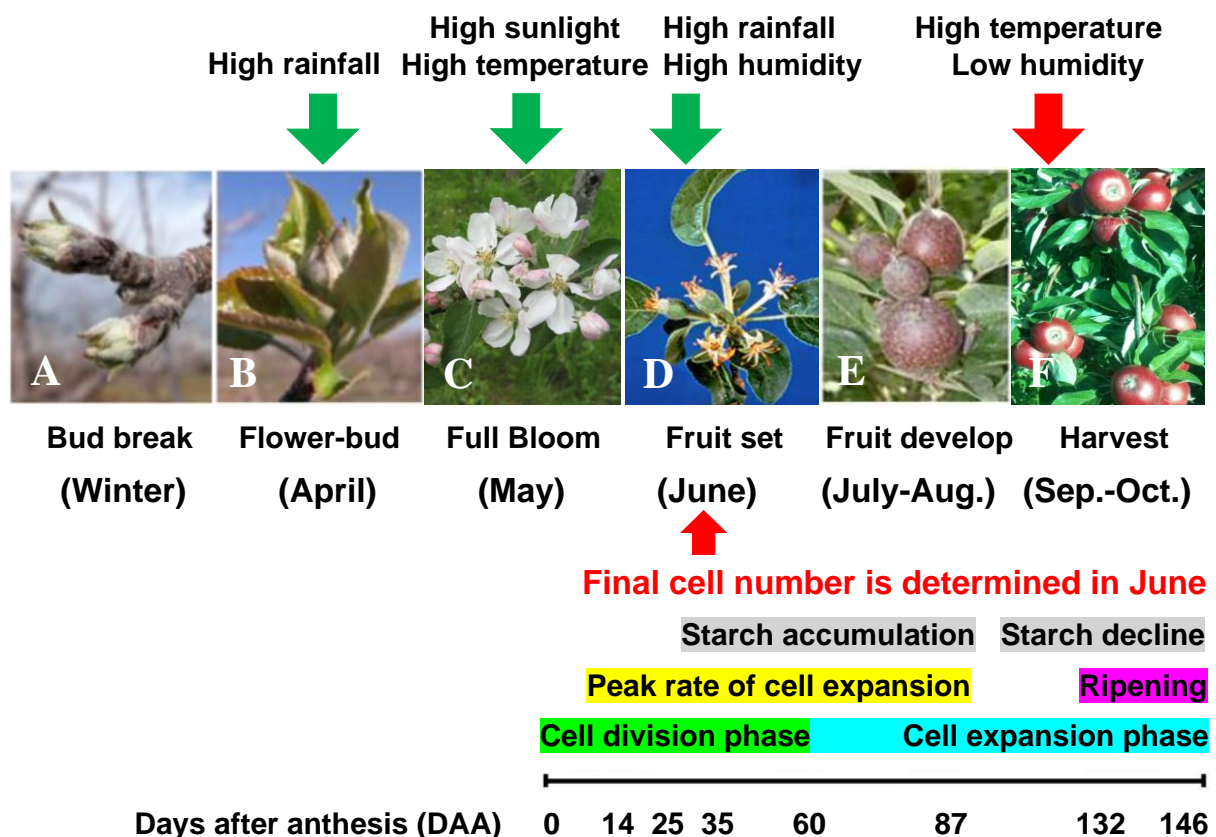 High rainfall
High sunlight
High temperature
High rainfall
High humidity
High temperature
Low humidity
A
B
C
D
E
F
Bud break
(Winter)
Flower-bud
(April)
Full Bloom
(May)
Fruit set
(June)
Fruit develop
(July-Aug.)
Harvest
(Sep.-Oct.)
Final cell number is determined in June
Starch accumulation
Starch decline
Peak rate of cell expansion
Ripening
Cell division phase
Cell expansion phase
Days after anthesis (DAA) 0 14 25 35 60 87 132 146